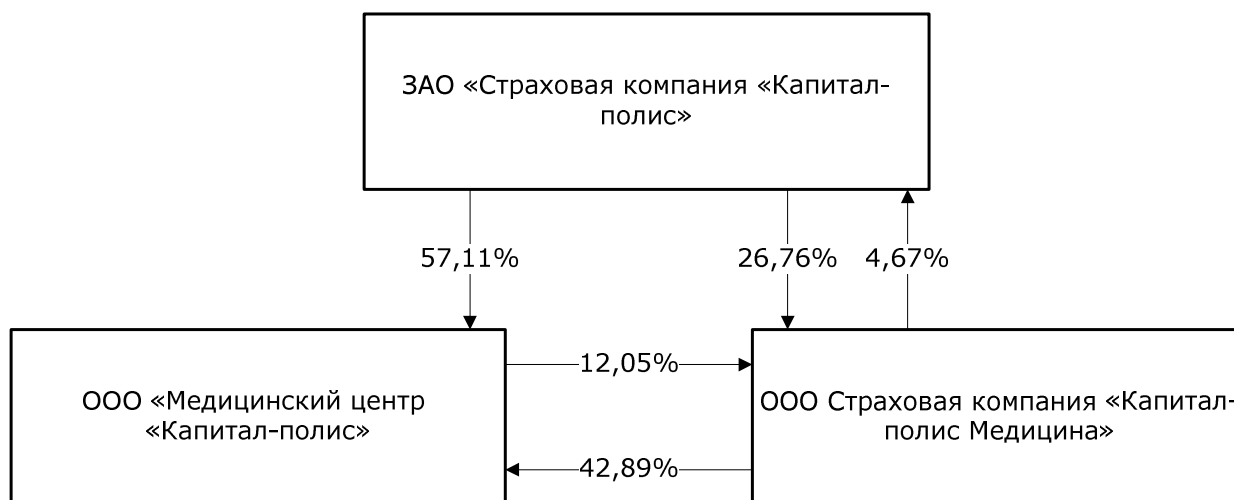 ЗАО «Страховая компания «Капитал-
полис»
57,11%
26,76%
4,67%
12,05%
ООО «Медицинский центр
«Капитал-полис»
ООО Страховая компания «Капитал-
полис Медицина»
42,89%